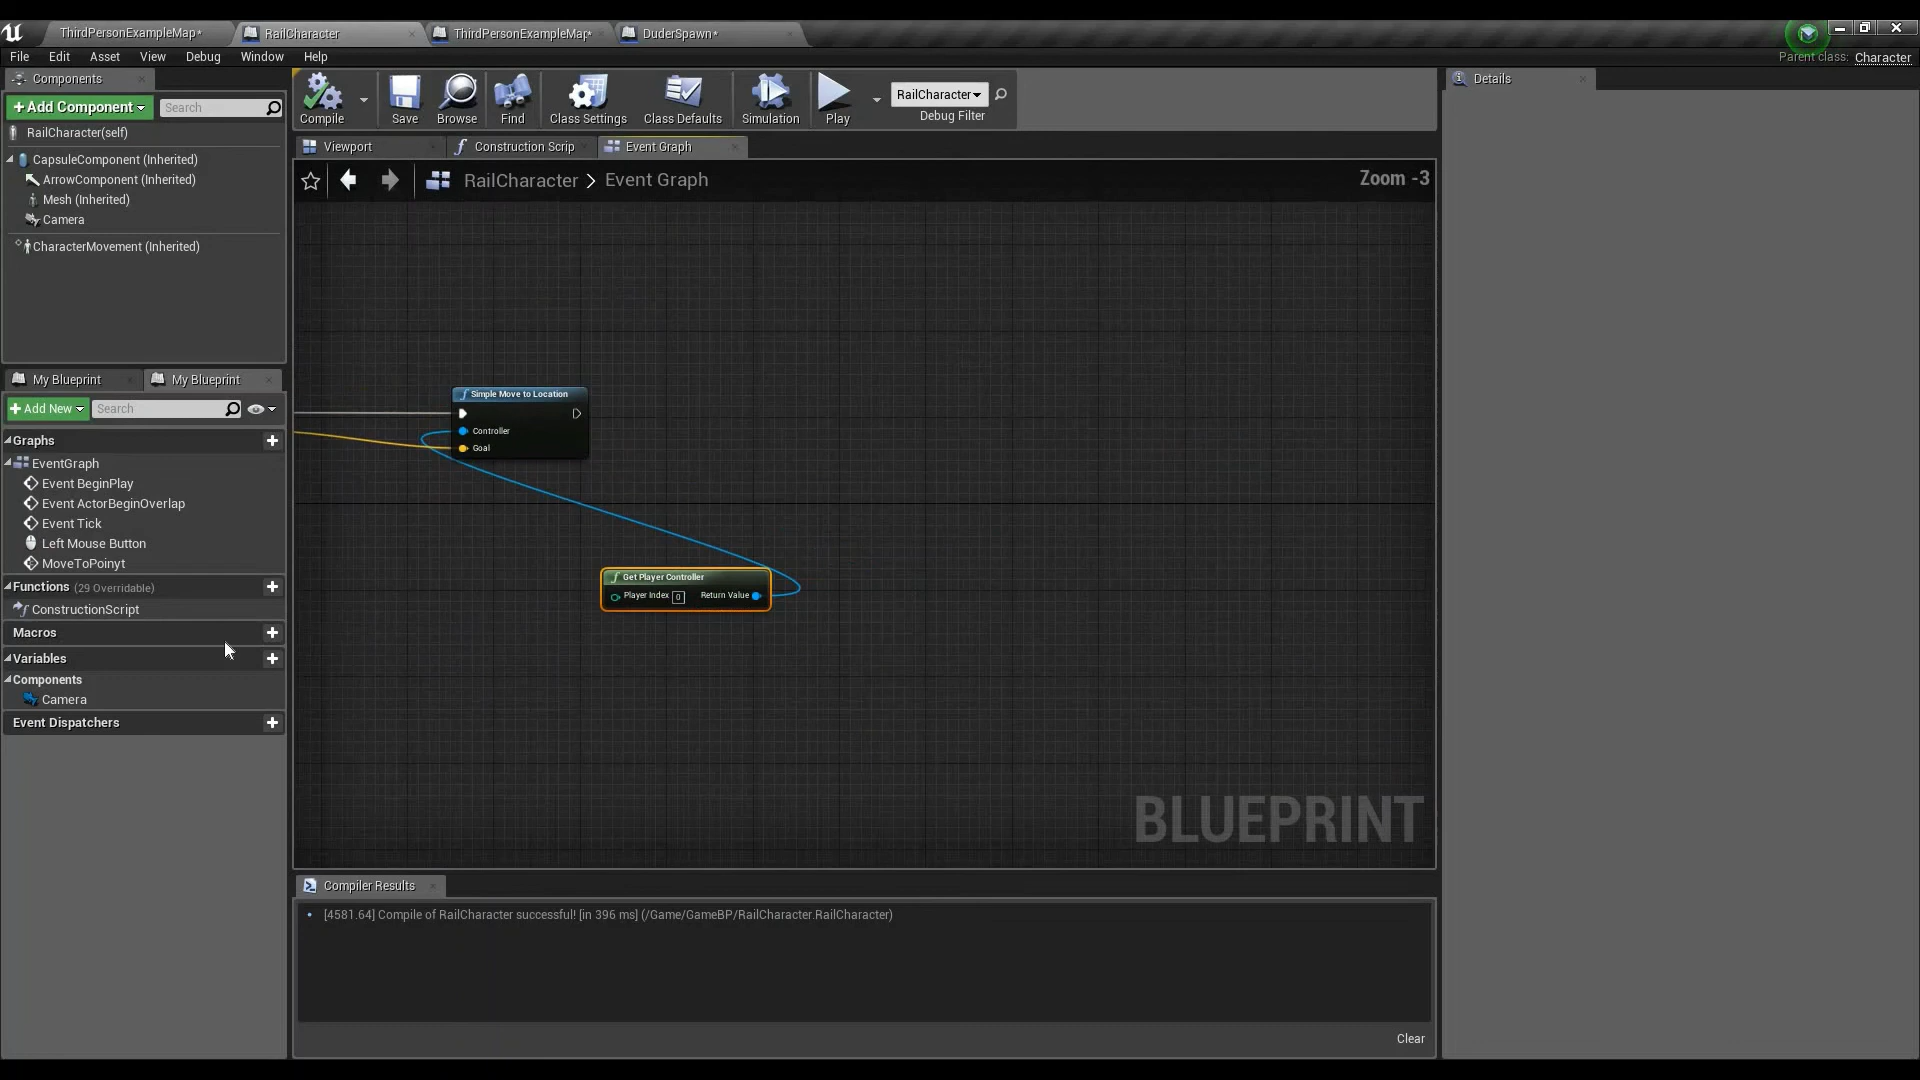 ThirdPersonExampleMap*
RailCharacter
ThirdPersonExampleMap*
DuderSpawn*
File Edit Asset View Debug Window Help
Parent class: Character
Components
+ Add Component
Search
RailCharacter(self)
CapsuleComponent (Inherited)
ArrowComponent (Inherited)
Mesh (Inherited)
Camera
CharacterMovement (Inherited)
Compile
Save
Browse
Find
Class Settings
Class Defaults
Simulation
Play
RailCharacter
Debug Filter
Details
Viewport
Construction Scrip
Event Graph
RailCharacter > Event Graph
Zoom -3
My Blueprint
My Blueprint
+ Add New
Search
Graphs
EventGraph
Event BeginPlay
Event ActorBeginOverlap
Event Tick
Left Mouse Button
MoveToPoinyt
Functions (29 Overridable)
ConstructionScript
Macros
Variables
Components
Camera
Event Dispatchers
Simple Move to Location
Controller
Goal
Get Player Controller
Player Index 0 Return Value
BLUEPRINT
Compiler Results
[4581.64] Compile of RailCharacter successful! [in 396 ms] (/Game/GameBP/RailCharacter.RailCharacter)
Clear